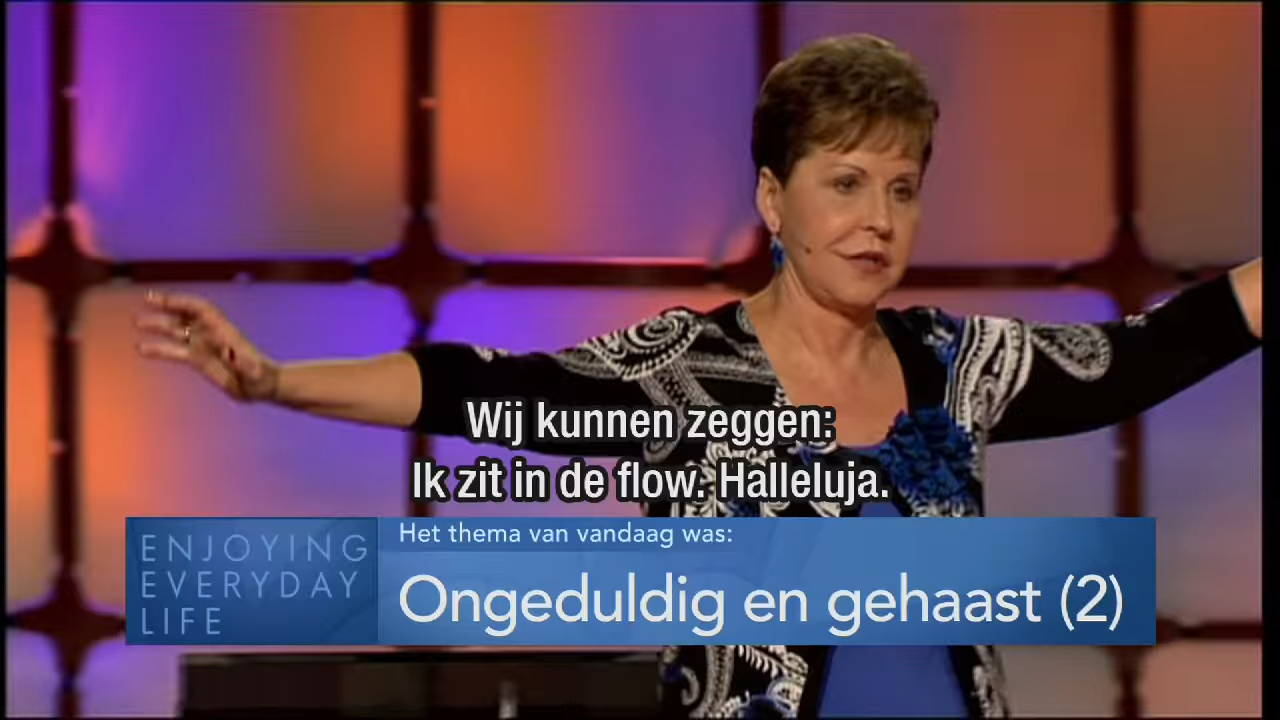 Wij kunnen zeggen:
Ik zit in de flow. Halleluja.
Het thema van vandaag was:
ENJOYING
EVERYDAY
LIFE
Ongeduldig en gehaast (2)